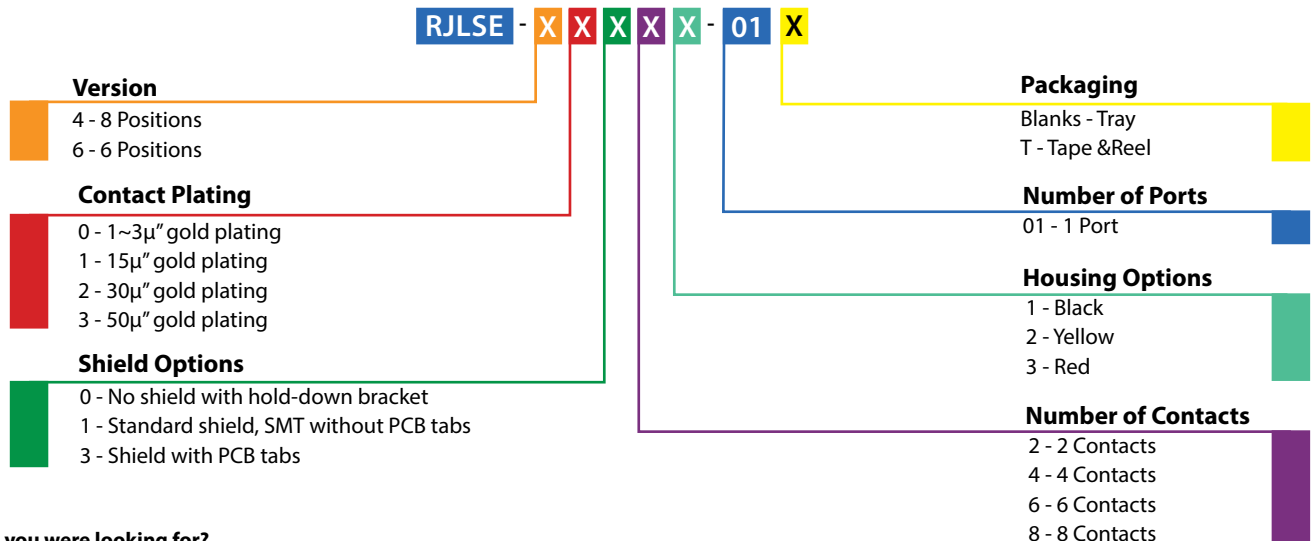 RJLSE - X X X X X - 01 X
Version
4 - 8 Positions
6 - 6 Positions
Contact Plating
0 - 1~3µ” gold plating
1 - 15µ” gold plating
2 - 30µ” gold plating
3 - 50µ” gold plating
Shield Options
0 - No shield with hold-down bracket
1 - Standard shield, SMT without PCB tabs
3 - Shield with PCB tabs
you were looking for?
Packaging
Blanks - Tray
T - Tape &Reel
Number of Ports
01 - 1 Port
Housing Options
1 - Black
2 - Yellow
3 - Red
Number of Contacts
2 - 2 Contacts
4 - 4 Contacts
6 - 6 Contacts
8 - 8 Contacts